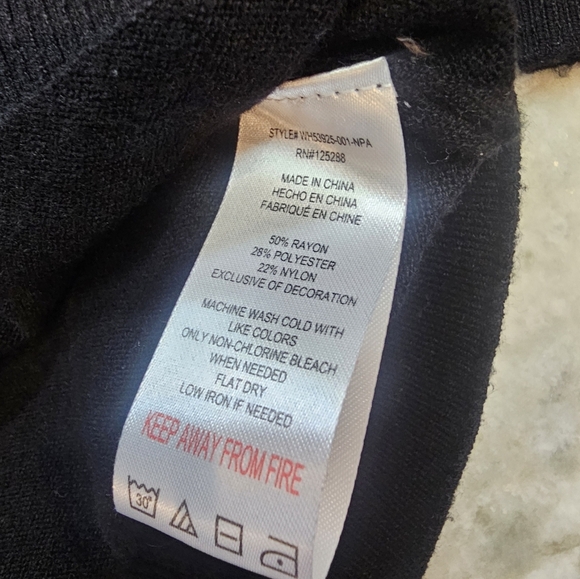 STYLE# WH53925-001-NPA
RN#125288
MADE IN CHINA
HECHO EN CHINA
FABRIQUÉ EN CHINE
50% RAYON
28% POLYESTER
22% NYLON
EXCLUSIVE OF DECORATION
MACHINE WASH COLD WITH
LIKE COLORS
ONLY NON-CHLORINE BLEACH
WHEN NEEDED
FLAT DRY
LOW IRON IF NEEDED
KEEP AWAY FROM FIRE
30°